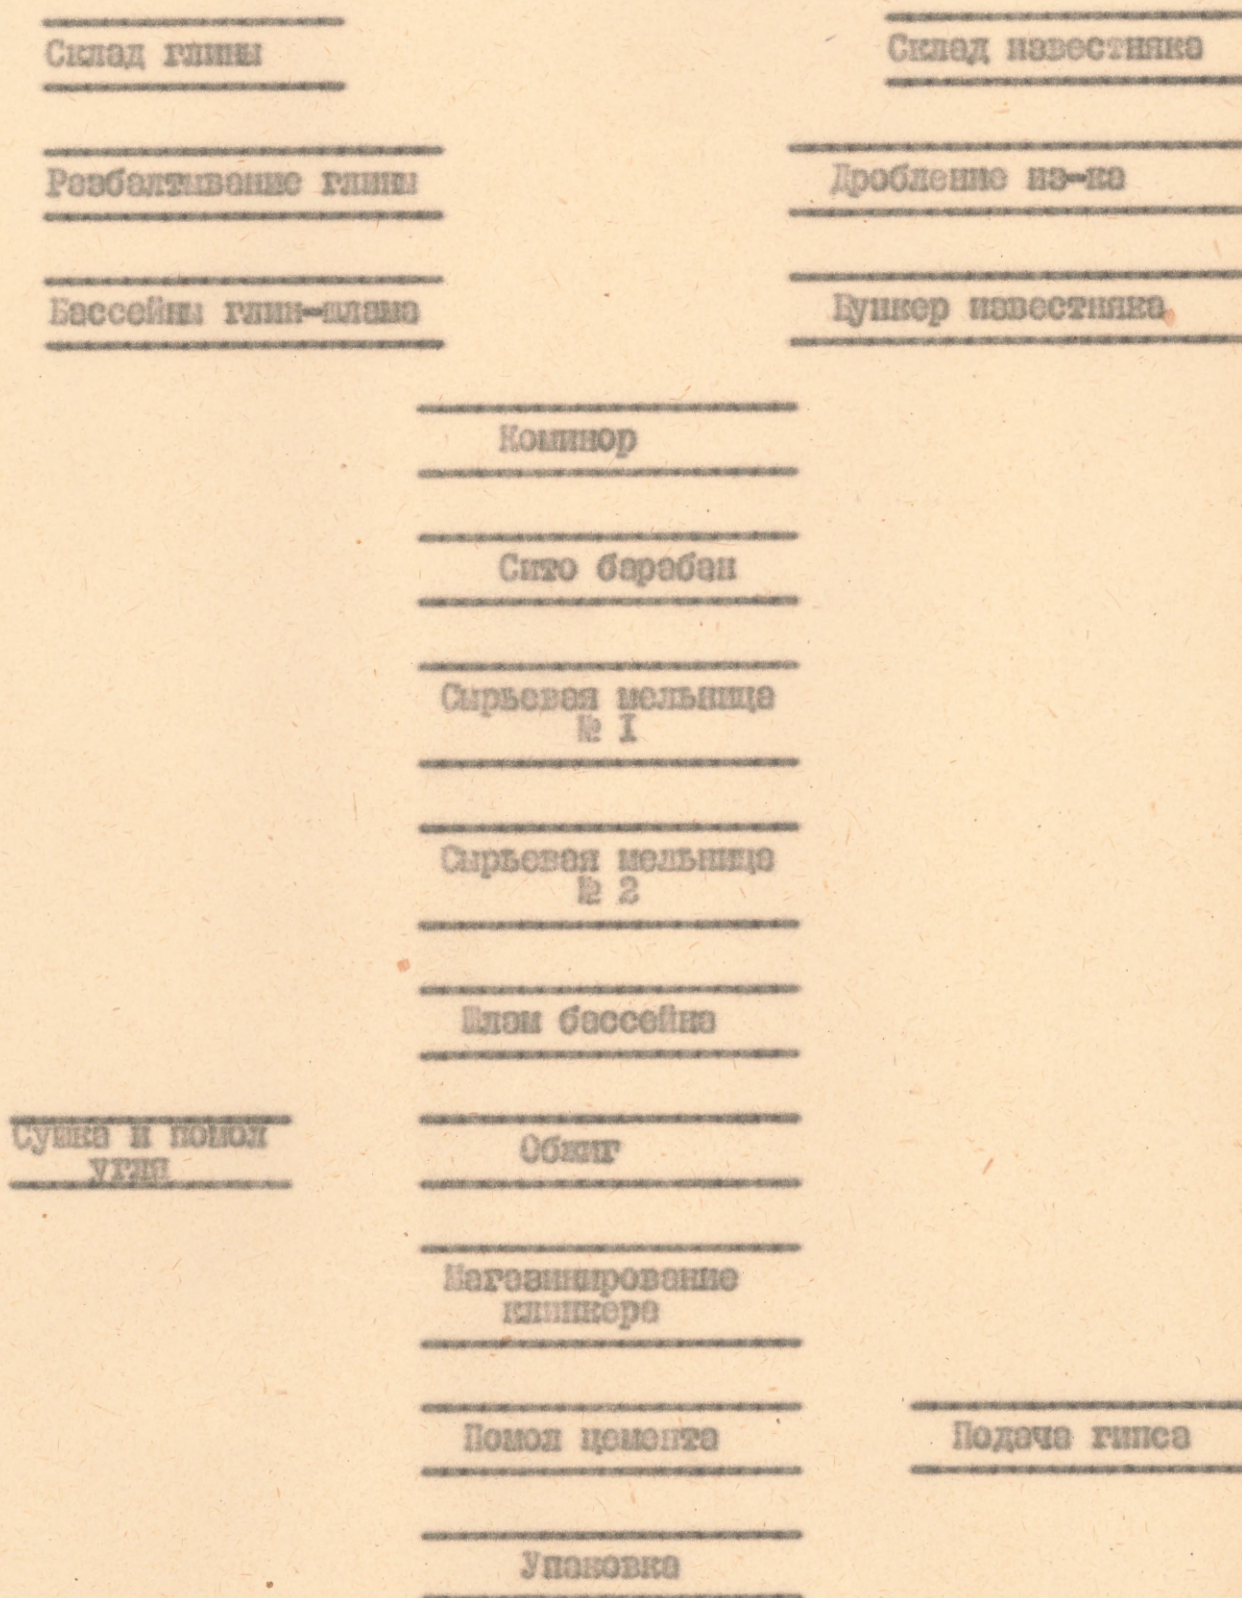 Склад глины
Склад известняка
Разбалтывание глины
Дробление из-ка
Бассейны глин-шлама
Бункер известняка
Коминор
Сито барабан
Сырьевая мельница
№ I
Сырьевая мельница
№ 2
Шлам бассейна
Сушка и помол
угля
Обжиг
Магазинирование
клинкера
Помол цемента
Подача гипса
Упаковка